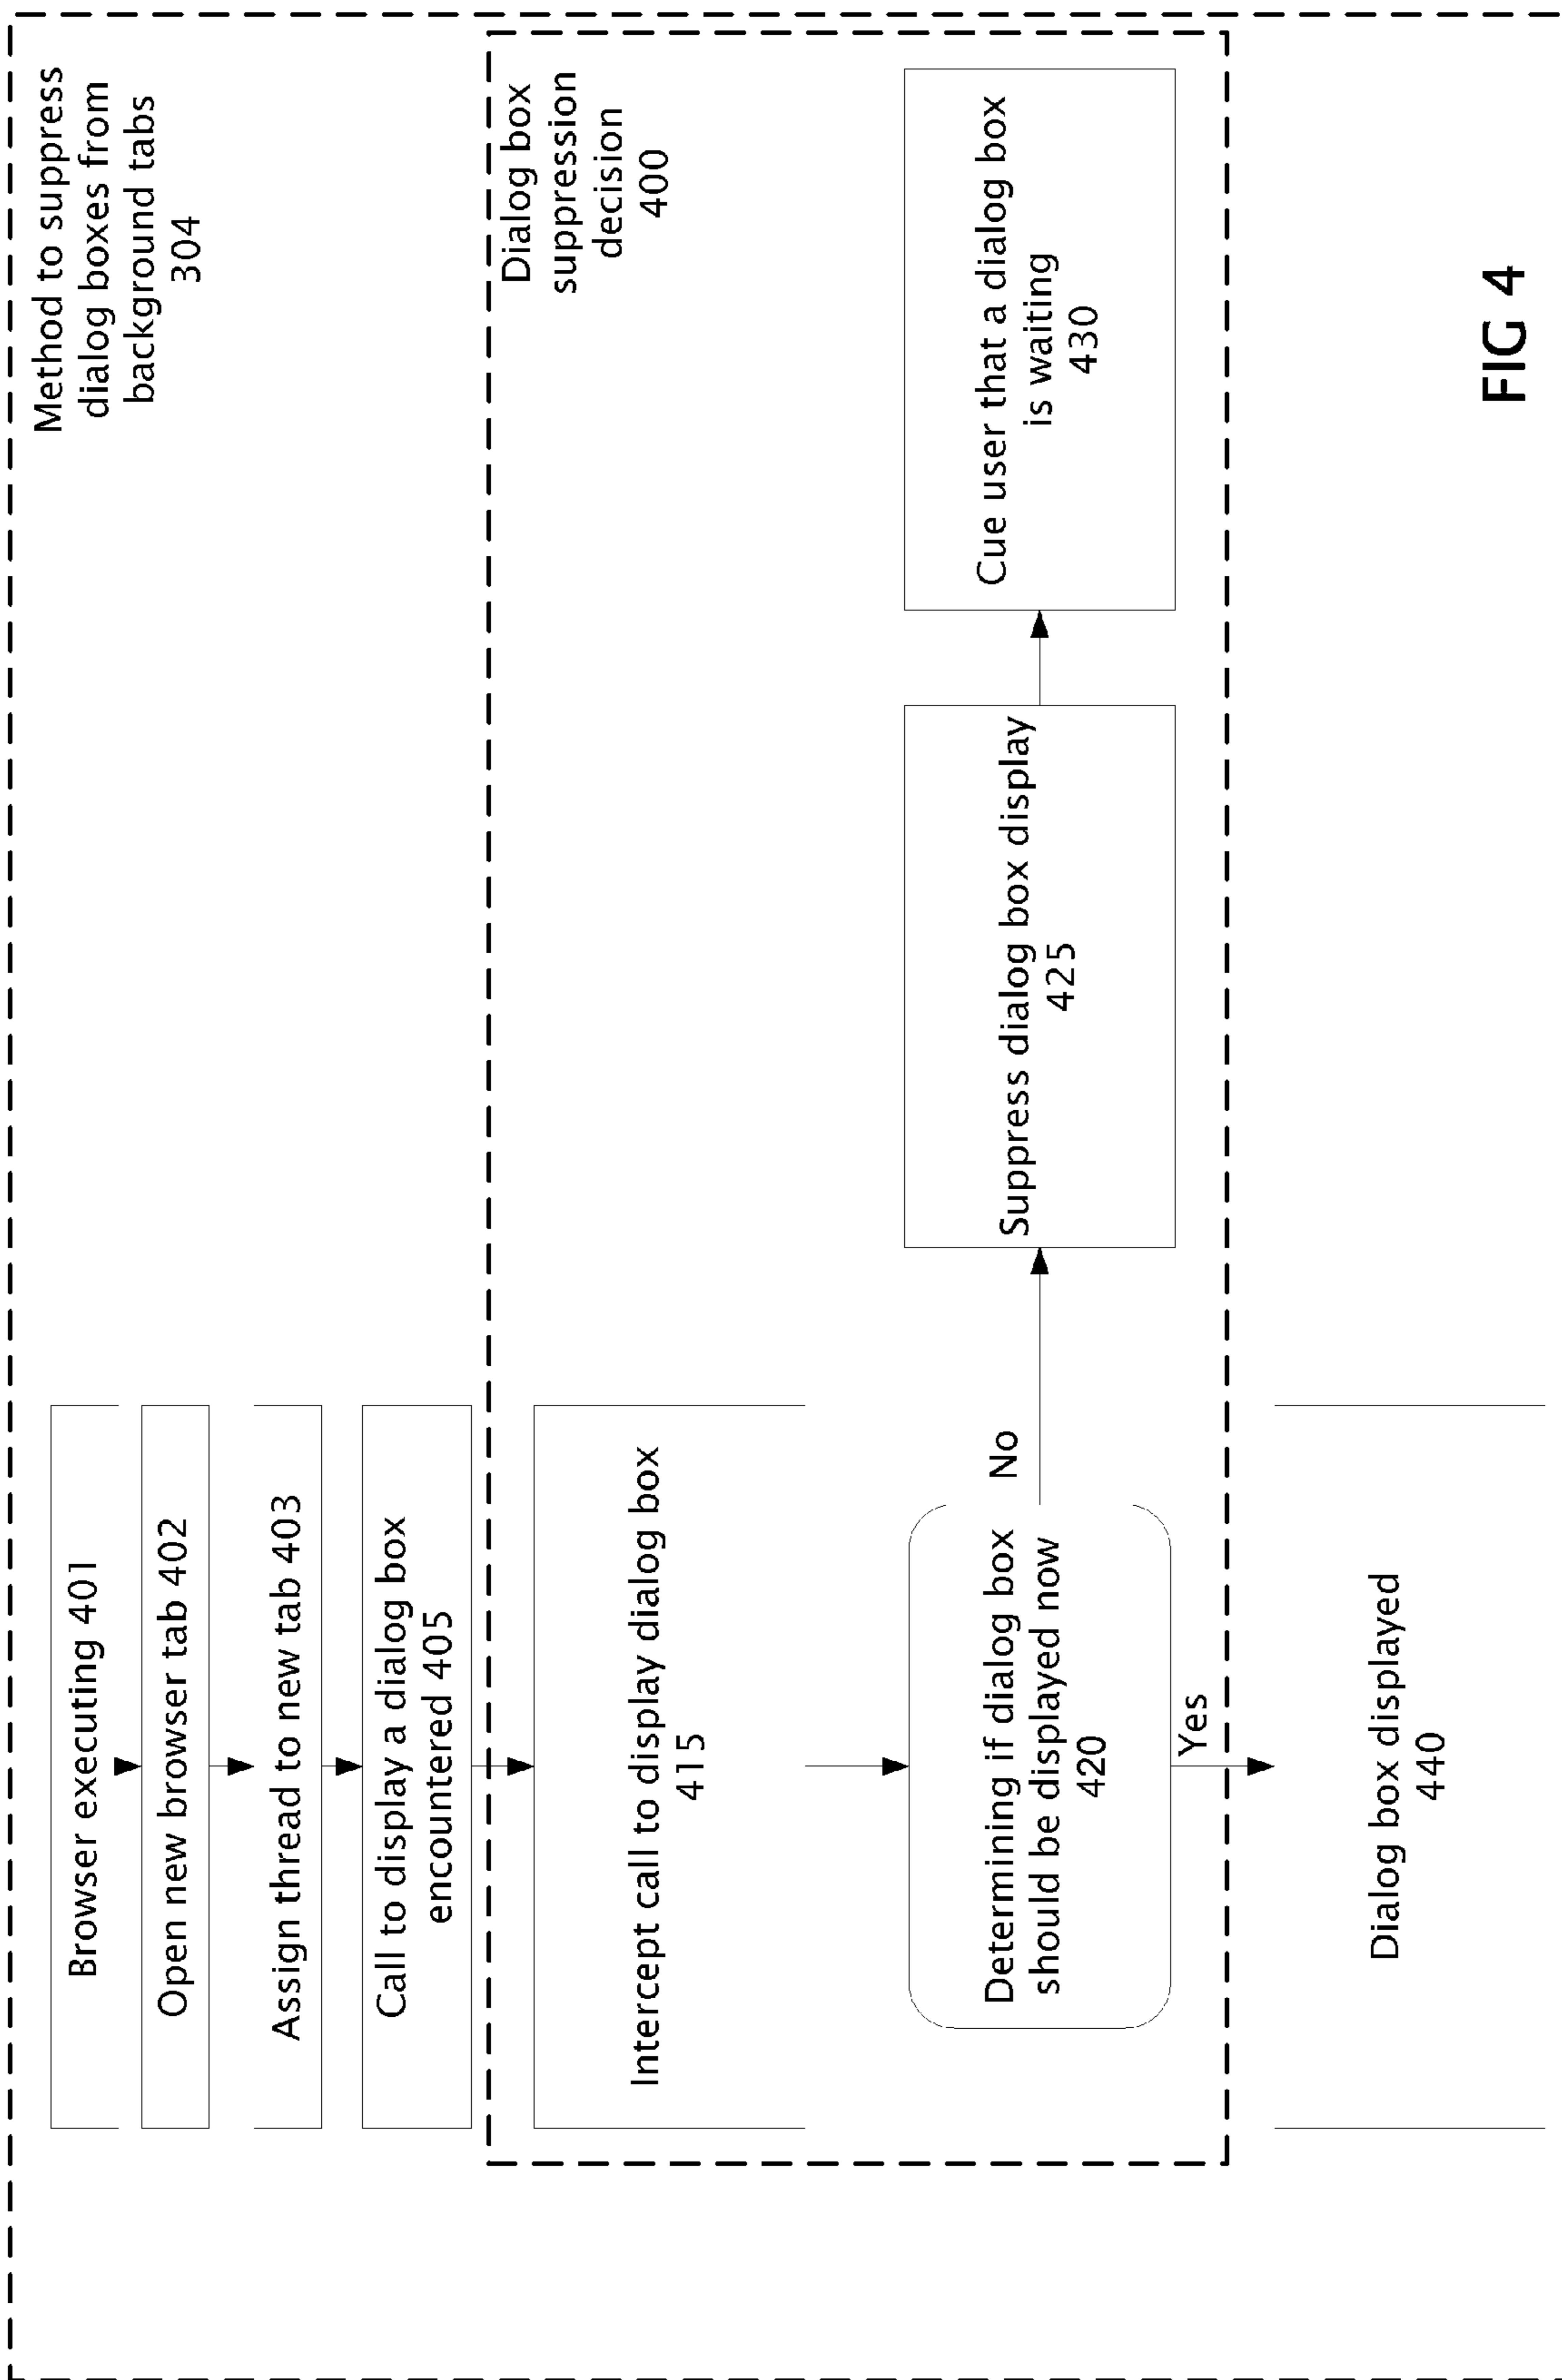 Method to suppress
dialog boxes from
background tabs
304
Browser executing 401
Open new browser tab 402
Assign thread to new tab 403
Call to display a dialog box
encountered 405
Dialog box
suppression
decision
400
Intercept call to display dialog box
415
Determining if dialog box
should be displayed now
420
No
Suppress dialog box display
425
Cue user that a dialog box
is waiting
430
Yes
Dialog box displayed
440
FIG 4